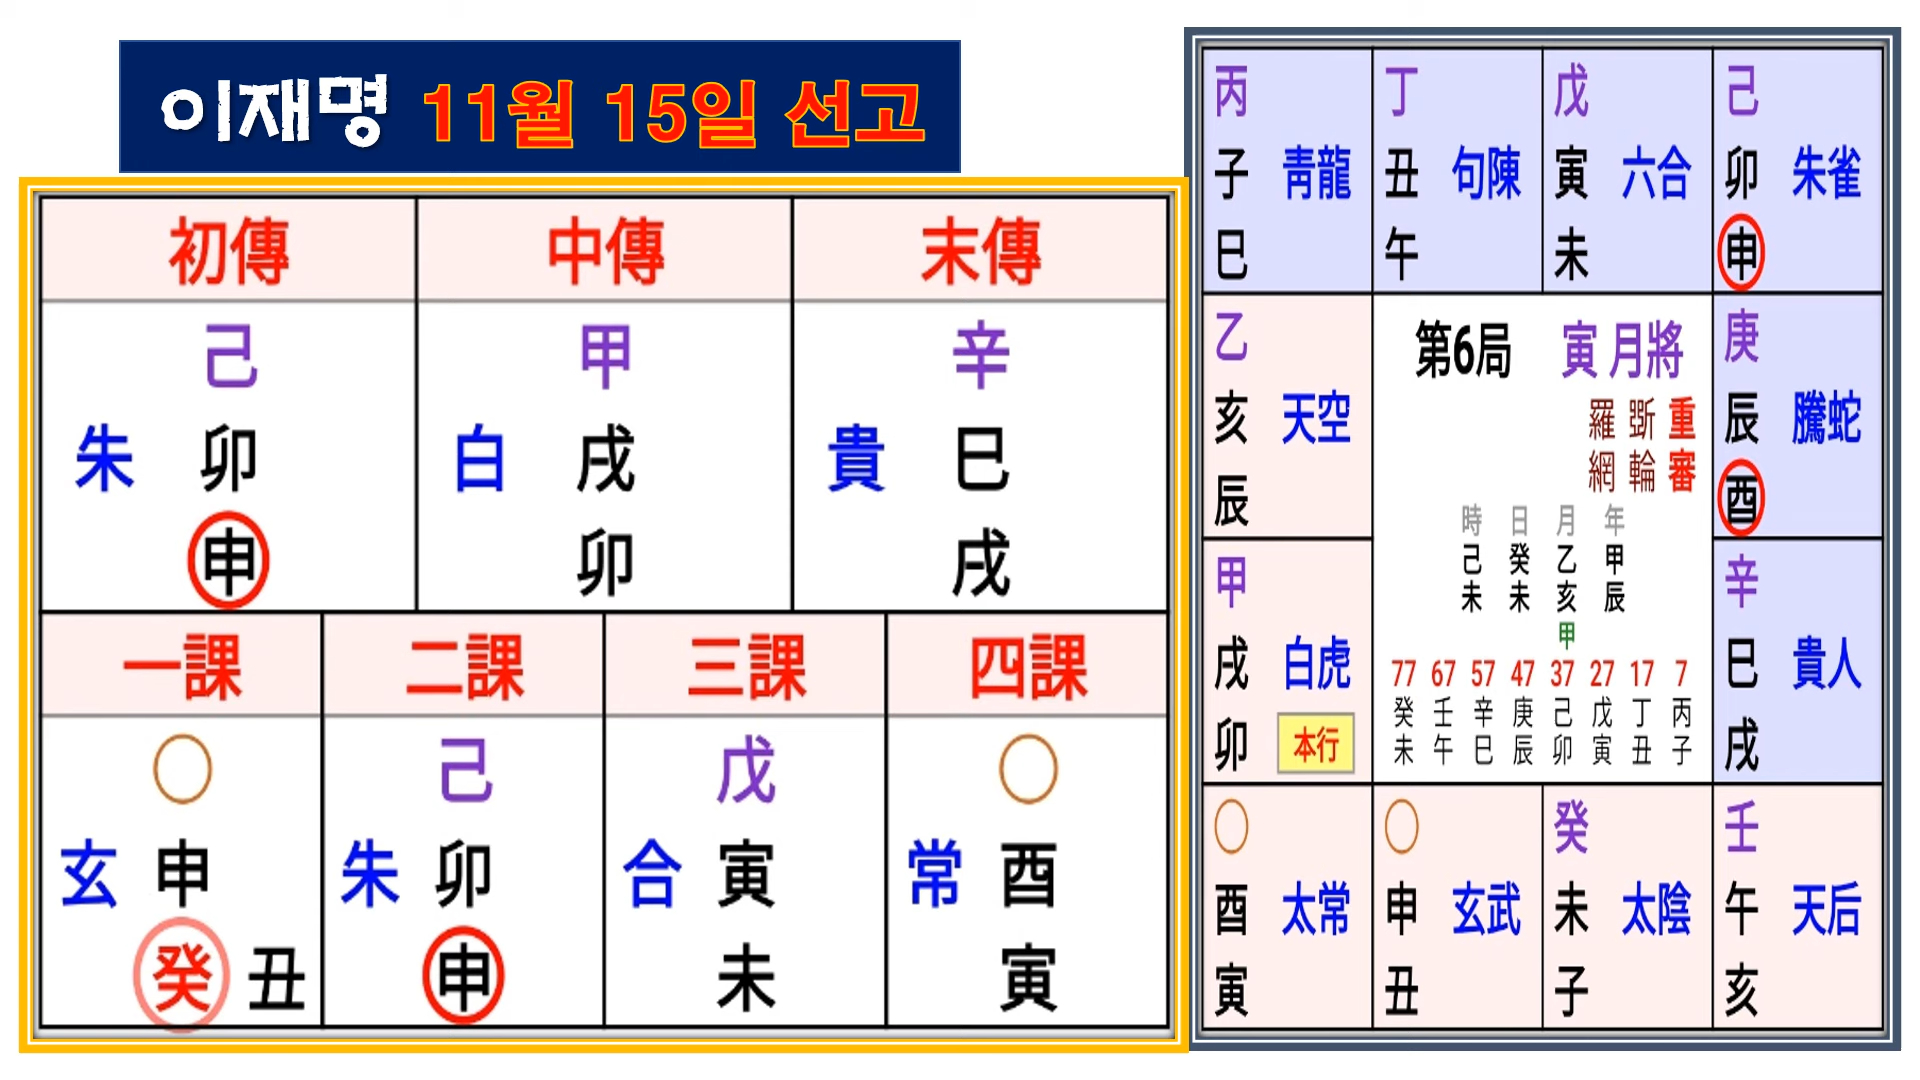 이재명 11월 15일 선고
初傳 中傳 末傳
己 甲 辛
朱 卯 白 戌 貴 巳
申 卯 戌
一課 二課 三課 四課
○ 己 戊 ○
玄 申 朱 卯 合 寅 常 酉
癸 丑 申 未 寅
丙 丁 戊 己
子 靑龍 丑 句陳 寅 六合 卯 朱雀
巳 午 未 申
乙 第6局 寅 月將 庚
亥 天空 羅 斲 重 辰 騰蛇
網 輪 審
辰 酉
時 日 月 年
甲 己 癸 乙 甲 辛
未 未 亥 辰
甲
戌 白虎 77 67 57 47 37 27 17 7 巳 貴人
癸 壬 辛 庚 己 戊 丁 丙
卯 本行 未 午 巳 辰 卯 寅 丑 子 戌
○ ○ 癸 壬
酉 太常 申 玄武 未 太陰 午 天后
寅 丑 子 亥